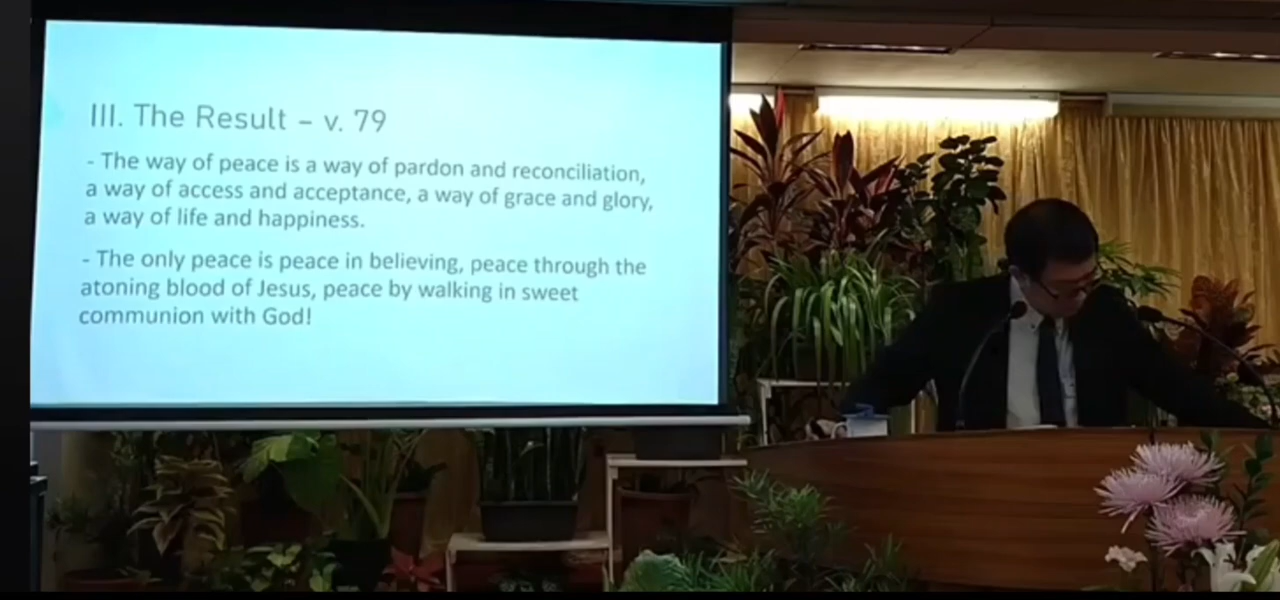 III. The Result – v. 79
- The way of peace is a way of pardon and reconciliation,
a way of access and acceptance, a way of grace and glory,
a way of life and happiness.
- The only peace is peace in believing, peace through the
atoning blood of Jesus, peace by walking in sweet
communion with God!